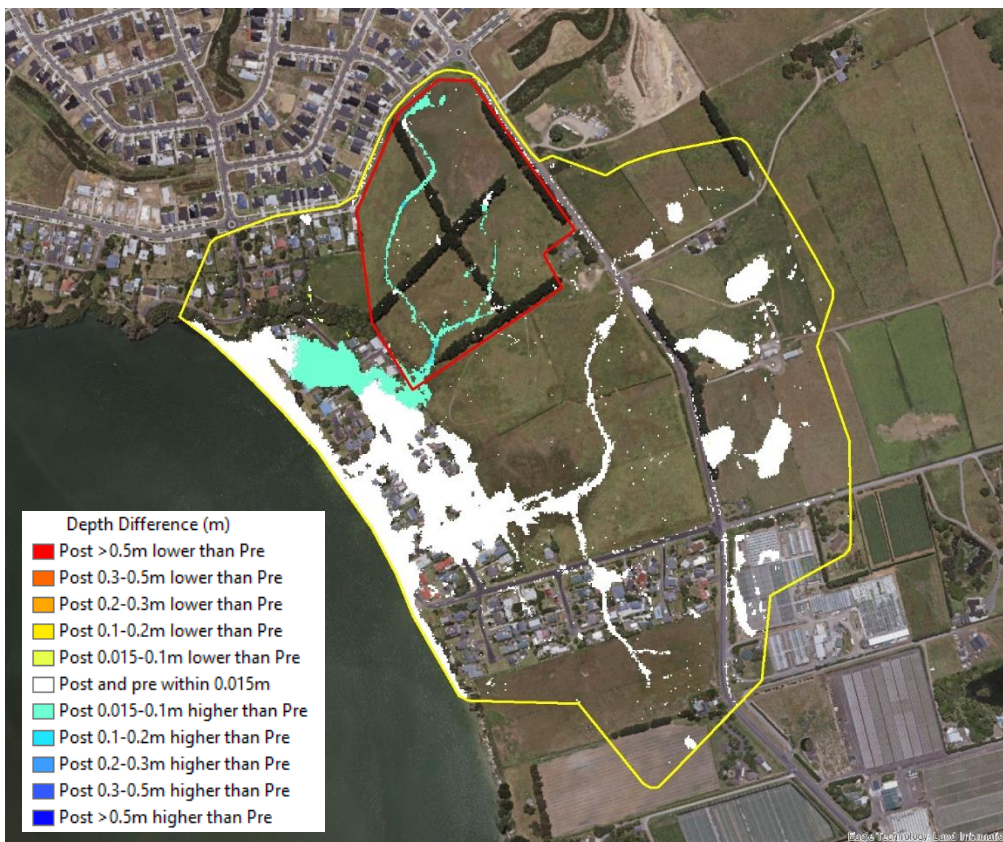 Depth Difference (m)
Post >0.5m lower than Pre
Post 0.3-0.5m lower than Pre
Post 0.2-0.3m lower than Pre
Post 0.1-0.2m lower than Pre
Post 0.015-0.1m lower than Pre
Post and pre within 0.015m
Post 0.015-0.1m higher than Pre
Post 0.1-0.2m higher than Pre
Post 0.2-0.3m higher than Pre
Post 0.3-0.5m higher than Pre
Post >0.5m higher than Pre
Eagle Technology, Land Informatio